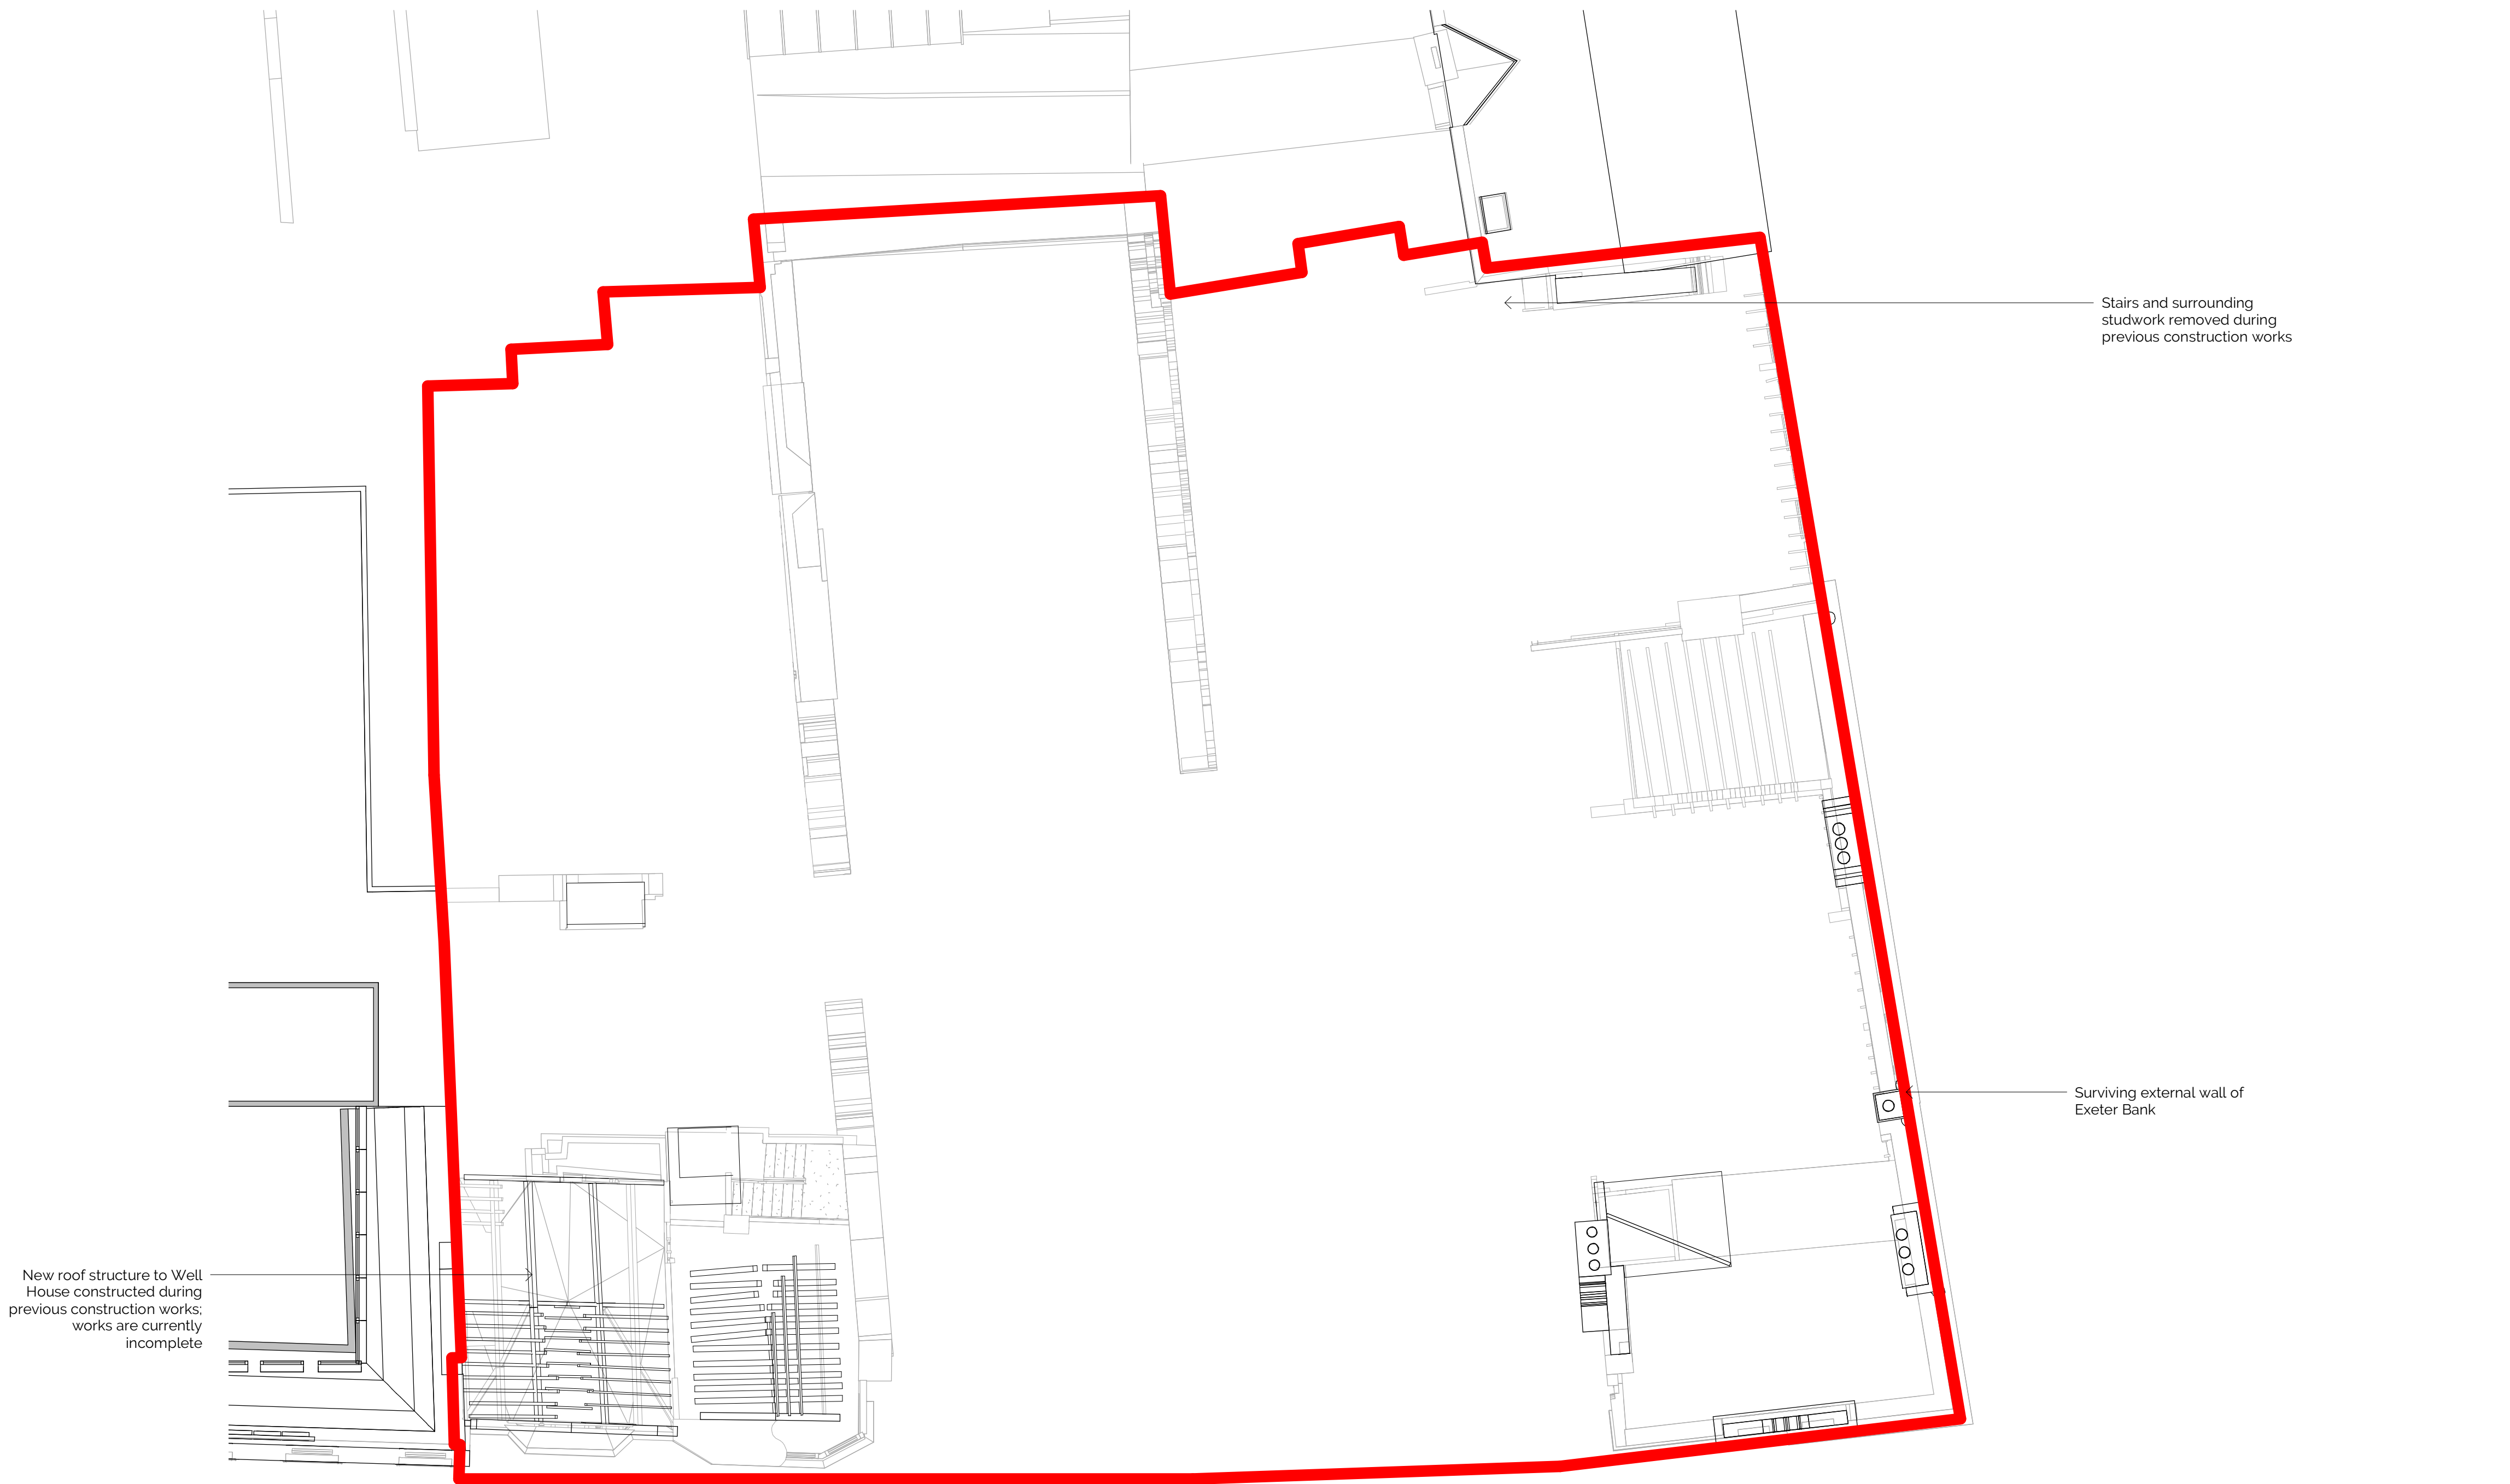 Stairs and surrounding
studwork removed during
previous construction works
Surviving external wall of
Exeter Bank
New roof structure to Well
House constructed during
previous construction works;
works are currently
incomplete